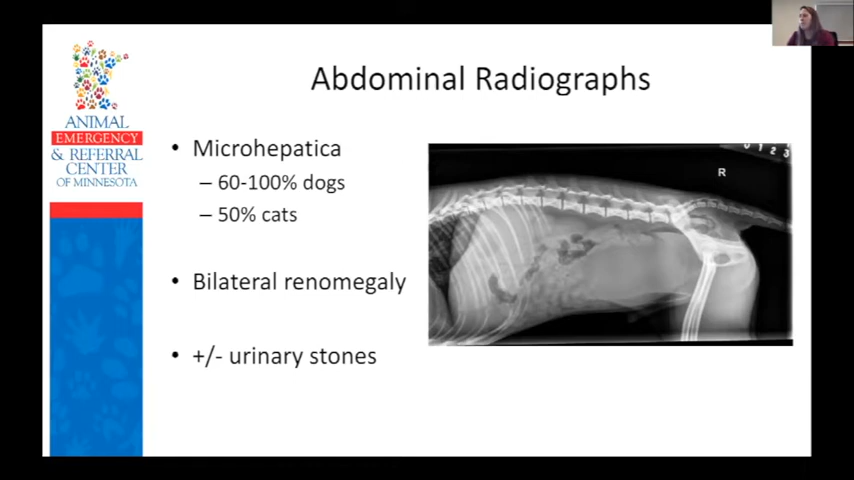 Abdominal Radiographs
ANIMAL
EMERGENCY
& REFERRAL
CENTER
OF MINNESOTA
• Microhepatica
– 60-100% dogs
– 50% cats
• Bilateral renomegaly
• +/- urinary stones
0 1 2 3
R